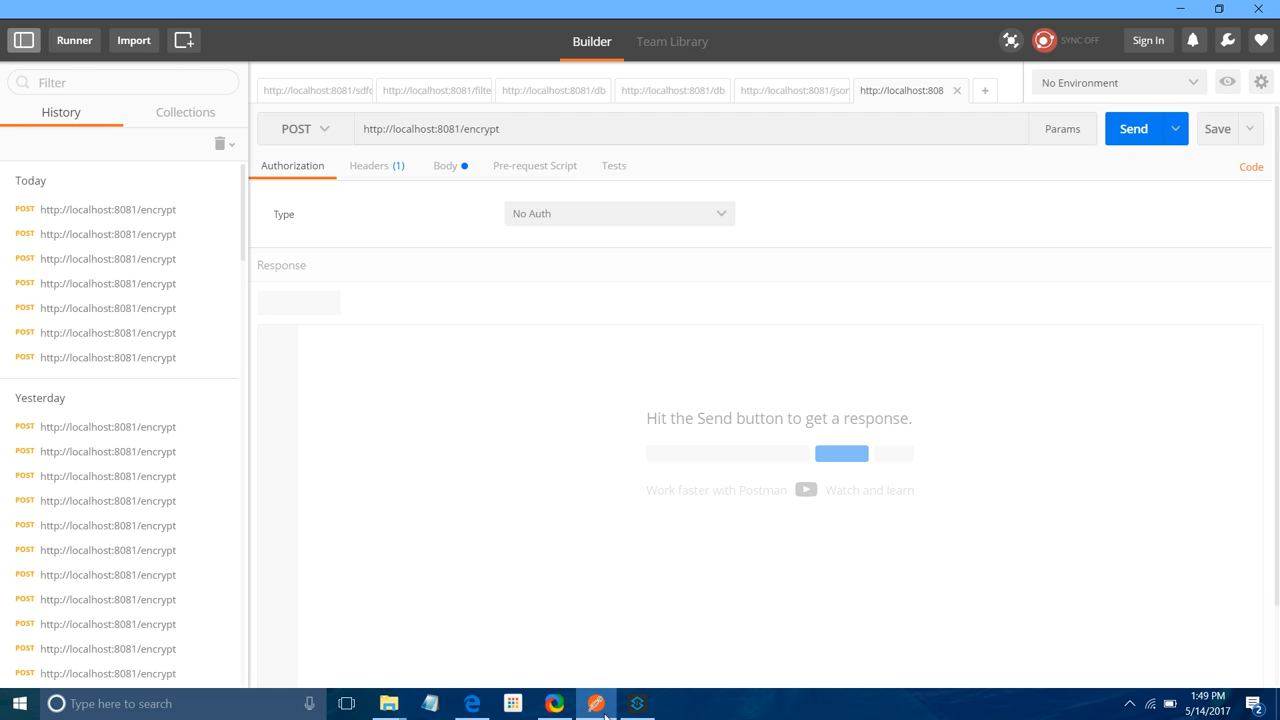 Runner
Import
Builder
Team Library
SYNC OFF
Sign In
Filter
History
Collections
http://localhost:8081/sdfc
http://localhost:8081/filte
http://localhost:8081/db
http://localhost:8081/db
http://localhost:8081/jsor
http://localhost:808
+
No Environment
POST
http://localhost:8081/encrypt
Params
Send
Save
Authorization
Headers (1)
Body
Pre-request Script
Tests
Code
Type
No Auth
Response
Hit the Send button to get a response.
Work faster with Postman
Watch and learn
Today
POST http://localhost:8081/encrypt
POST http://localhost:8081/encrypt
POST http://localhost:8081/encrypt
POST http://localhost:8081/encrypt
POST http://localhost:8081/encrypt
POST http://localhost:8081/encrypt
POST http://localhost:8081/encrypt
Yesterday
POST http://localhost:8081/encrypt
POST http://localhost:8081/encrypt
POST http://localhost:8081/encrypt
POST http://localhost:8081/encrypt
POST http://localhost:8081/encrypt
POST http://localhost:8081/encrypt
POST http://localhost:8081/encrypt
POST http://localhost:8081/encrypt
POST http://localhost:8081/encrypt
POST http://localhost:8081/encrypt
POST http://localhost:8081/encrypt
Type here to search
1:49 PM
5/14/2017
2